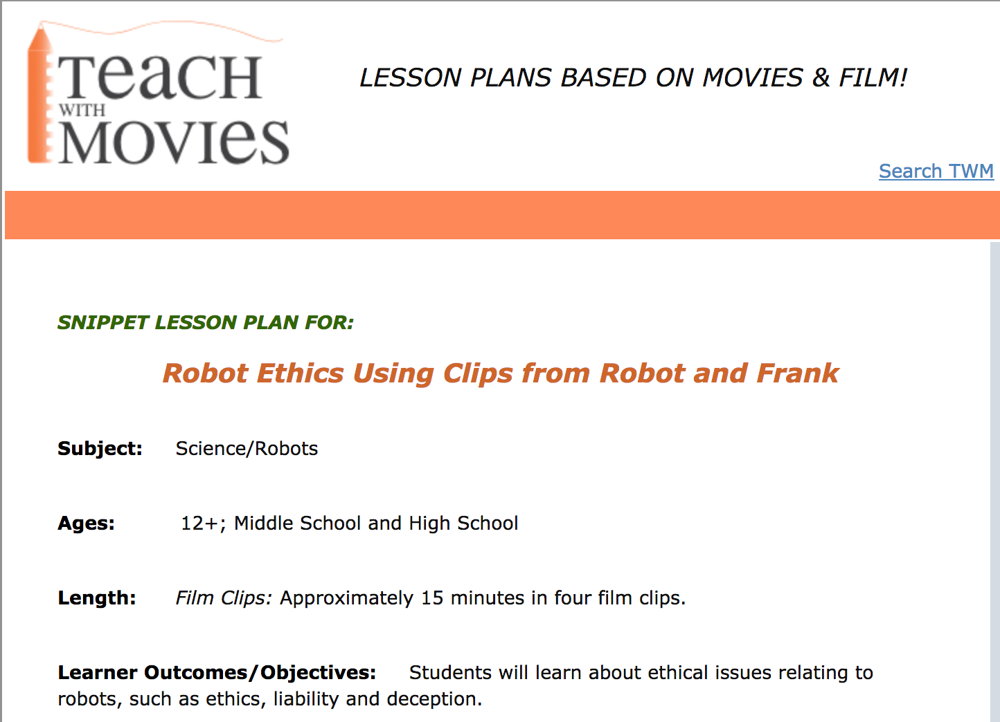 TeacH
WITH
MOVIeS
LESSON PLANS BASED ON MOVIES & FILM!
Search TWM
SNIPPET LESSON PLAN FOR:
Robot Ethics Using Clips from Robot and Frank
Subject: Science/Robots
Ages: 12+; Middle School and High School
Length: Film Clips: Approximately 15 minutes in four film clips.
Learner Outcomes/Objectives: Students will learn about ethical issues relating to
robots, such as ethics, liability and deception.